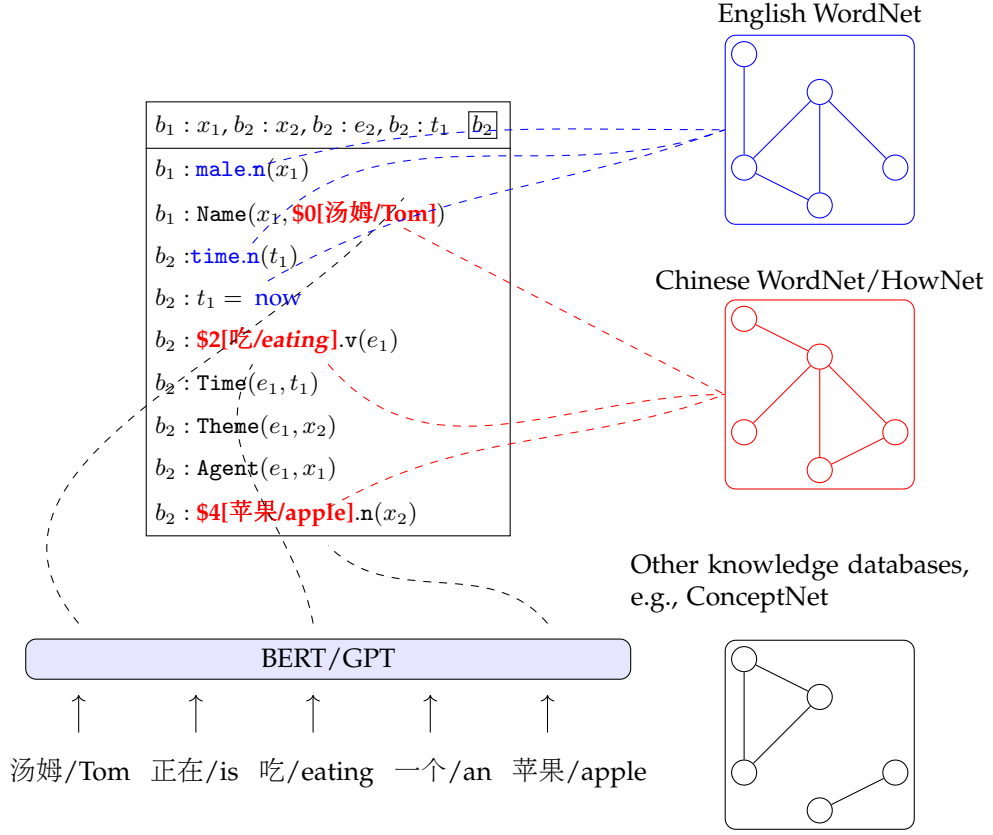 English WordNet
b₁ : x₁, b₂ : x₂, b₂ : e₂, b₂ : t₁ b₂
b₁ : male.n(x₁)
b₁ : Name(x₁, $0[汤姆/Tom])
b₂ :time.n(t₁)
b₂ : t₁ = now
b₂ : $2[吃/eating].v(e₁)
b₂ : Time(e₁, t₁)
b₂ : Theme(e₁, x₂)
b₂ : Agent(e₁, x₁)
b₂ : $4[苹果/apple].n(x₂)
Chinese WordNet/HowNet
Other knowledge databases,
e.g., ConceptNet
BERT/GPT
汤姆/Tom 正在/is 吃/eating 一个/an 苹果/apple